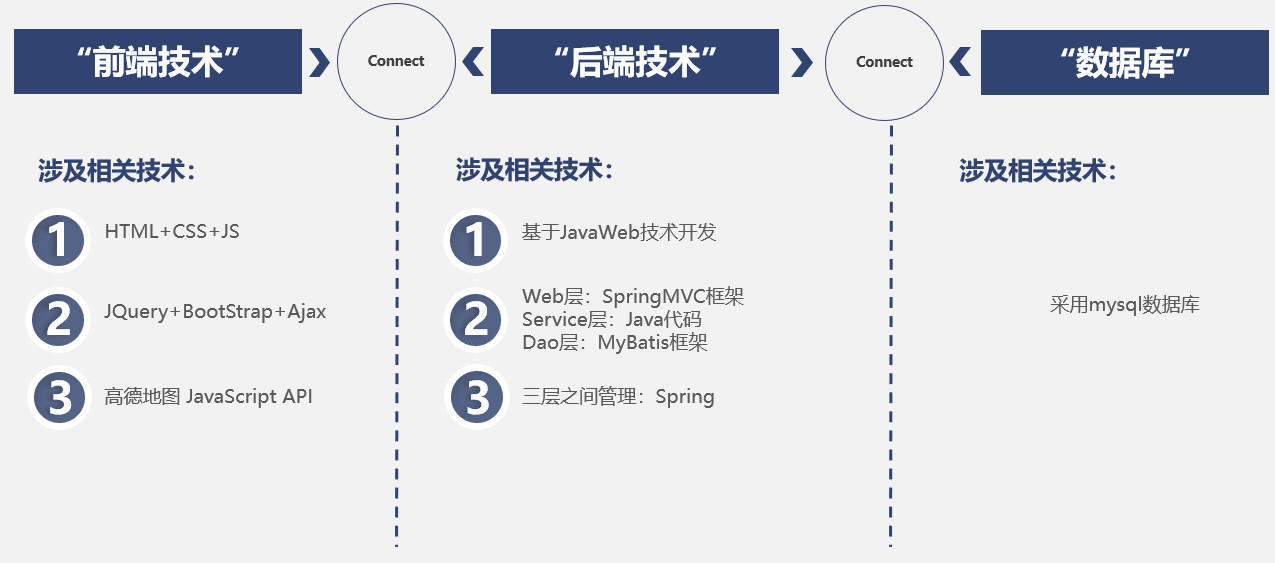 “前端技术”
Connect
“后端技术”
Connect
“数据库”
涉及相关技术：
1
HTML+CSS+JS
2
JQuery+BootStrap+Ajax
3
高德地图 JavaScript API
涉及相关技术：
1
基于JavaWeb技术开发
2
Web层：SpringMVC框架
Service层：Java代码
Dao层：MyBatis框架
3
三层之间管理：Spring
涉及相关技术：
采用mysql数据库